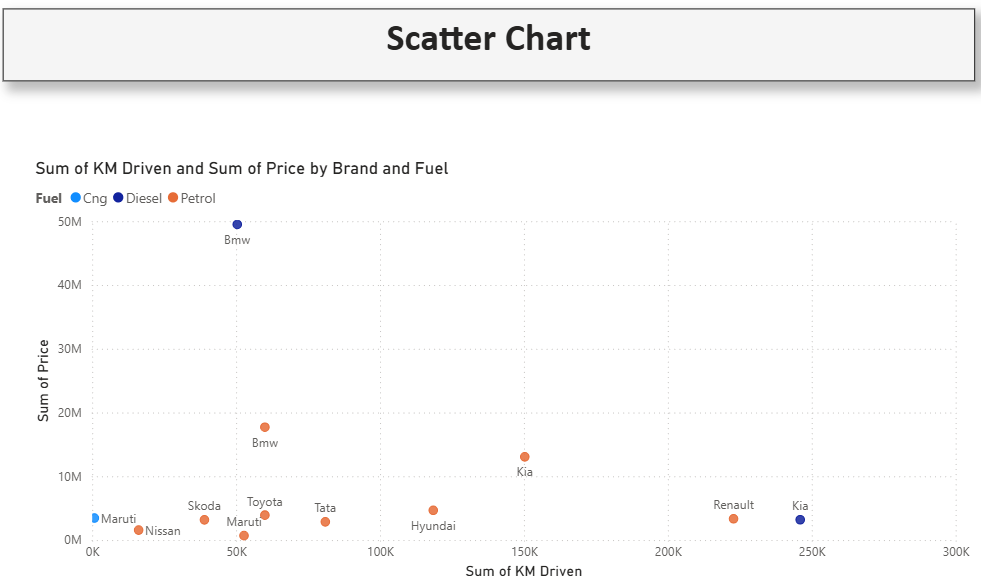 Scatter Chart
Sum of KM Driven and Sum of Price by Brand and Fuel
Fuel Cng Diesel Petrol
50M
Bmw
40M
30M
Sum of Price
20M
Bmw
10M
Kia
Skoda
Toyota
Tata
Renault
Kia
Maruti
Maruti
Hyundai
Nissan
0M
0K 50K 100K 150K 200K 250K 300K
Sum of KM Driven